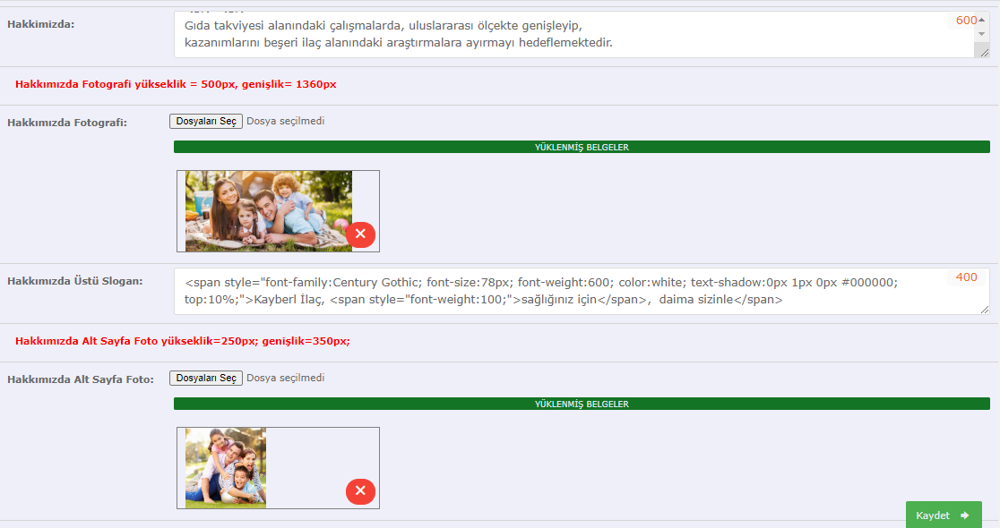 Hakkimizda:
600
Gıda takviyesi alanındaki çalışmalarda, uluslararası ölçekte genişleyip,
kazanımlarını beşeri ilaç alanındaki araştırmalara ayırmayı hedeflemektedir.
Hakkımızda Fotografi yükseklik = 500px, genişlik= 1360px
Hakkımızda Fotografi:
Dosyaları Seç Dosya seçilmedi
YÜKLENMİŞ BELGELER
Hakkımızda Üstü Slogan:
400
<span style="font-family:Century Gothic; font-size:78px; font-weight:600; color:white; text-shadow:0px 1px 0px #000000;
top:10%;">Kayberl İlaç, <span style="font-weight:100;">sağlığınız için</span>,  daima sizinle</span>
Hakkımızda Alt Sayfa Foto yükseklik=250px; genişlik=350px;
Hakkımızda Alt Sayfa Foto:
Dosyaları Seç Dosya seçilmedi
YÜKLENMİŞ BELGELER
Kaydet